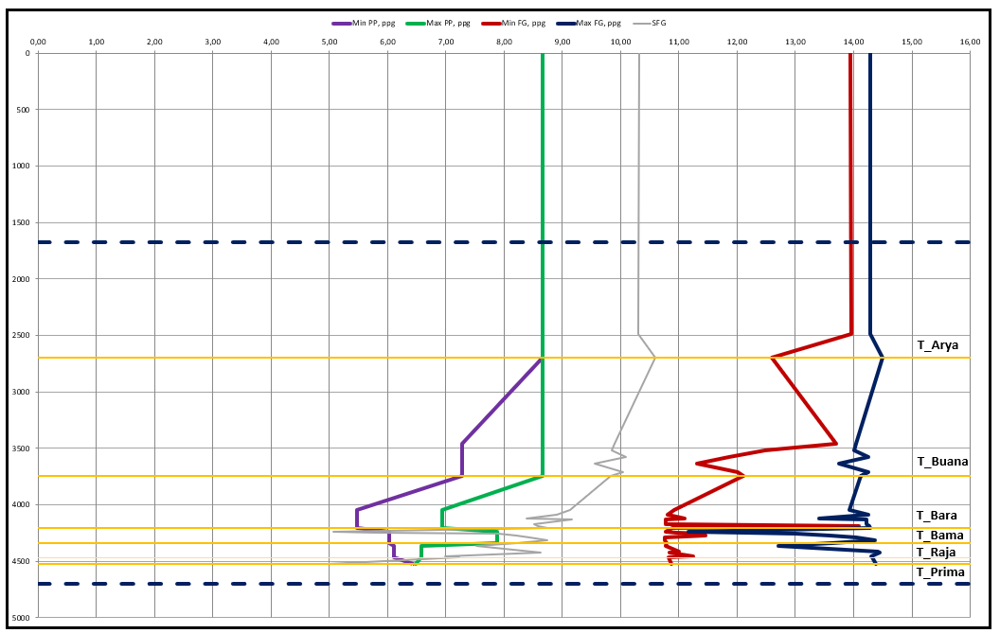 Min PP, ppg Max PP, ppg Min FG, ppg Max FG, ppg SFG
0,00 1,00 2,00 3,00 4,00 5,00 6,00 7,00 8,00 9,00 10,00 11,00 12,00 13,00 14,00 15,00 16,00
0
500
1000
1500
2000
2500
T_Arya
3000
3500
T_Buana
4000
T_Bara
T_Bama
T_Raja
4500
T_Prima
5000